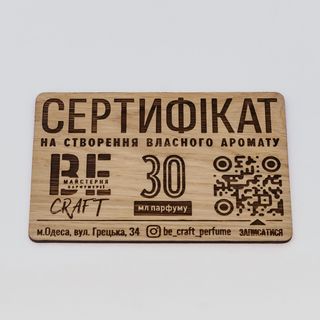 СЕРТИФІКАТ
НА СТВОРЕННЯ ВЛАСНОГО АРОМАТУ
BE
МАЙСТЕРНЯ
ПАРФУМЕРІЇ
CRAFT
30
мл парфуму
м.Одеса, вул. Грецька, 34
be_craft_perfume
ЗАПИСАТИСЯ